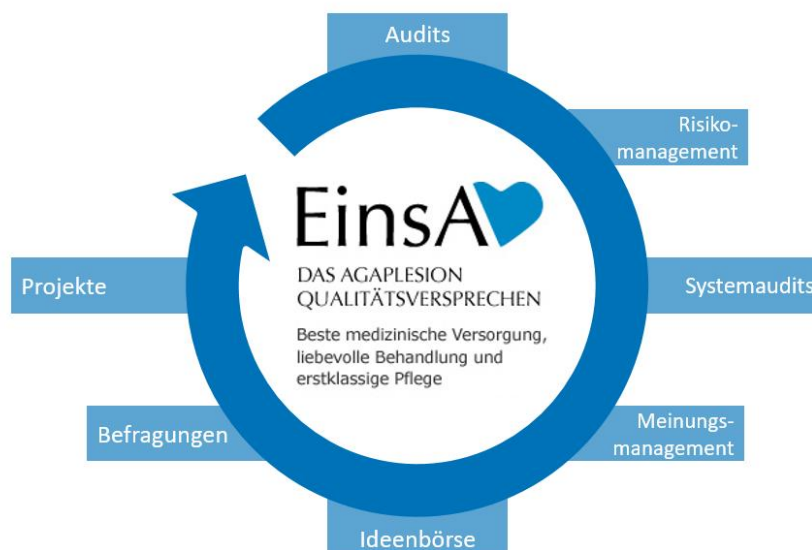 Audits
Risiko-
management
Systemaudits
Meinungs-
management
Ideenbörse
Befragungen
Projekte
EinsA
DAS AGAPLESION
QUALITÄTSVERSPRECHEN
Beste medizinische Versorgung,
liebevolle Behandlung und
erstklassige Pflege